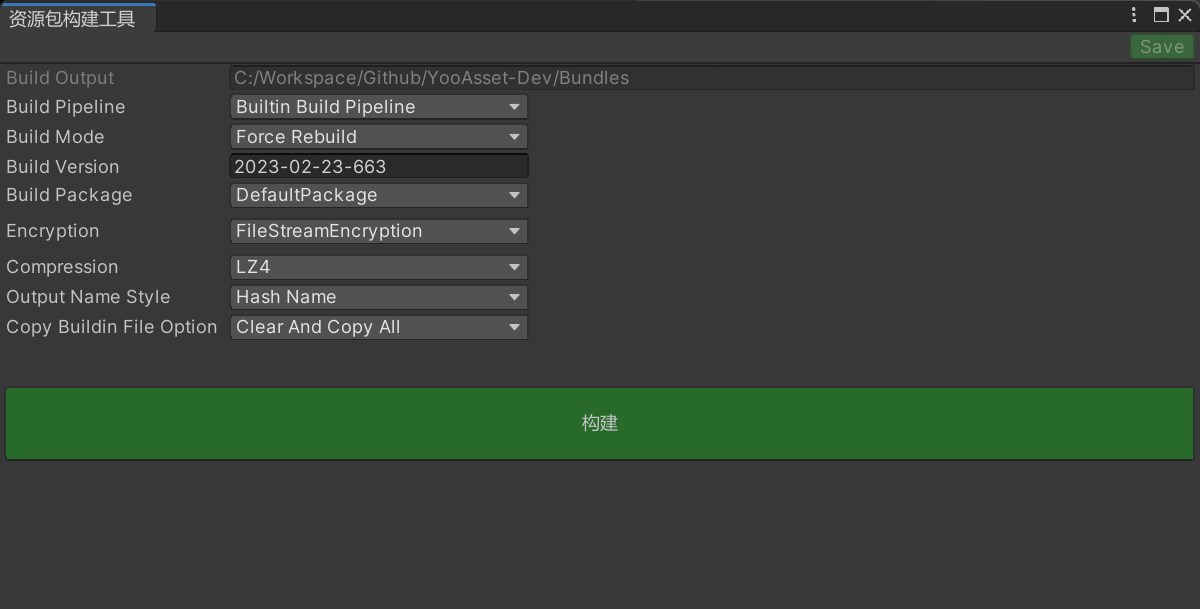 资源包构建工具
Save
Build Output C:/Workspace/Github/YooAsset-Dev/Bundles
Build Pipeline Builtin Build Pipeline
Build Mode Force Rebuild
Build Version 2023-02-23-663
Build Package DefaultPackage
Encryption FileStreamEncryption
Compression LZ4
Output Name Style Hash Name
Copy Buildin File Option Clear And Copy All
构建